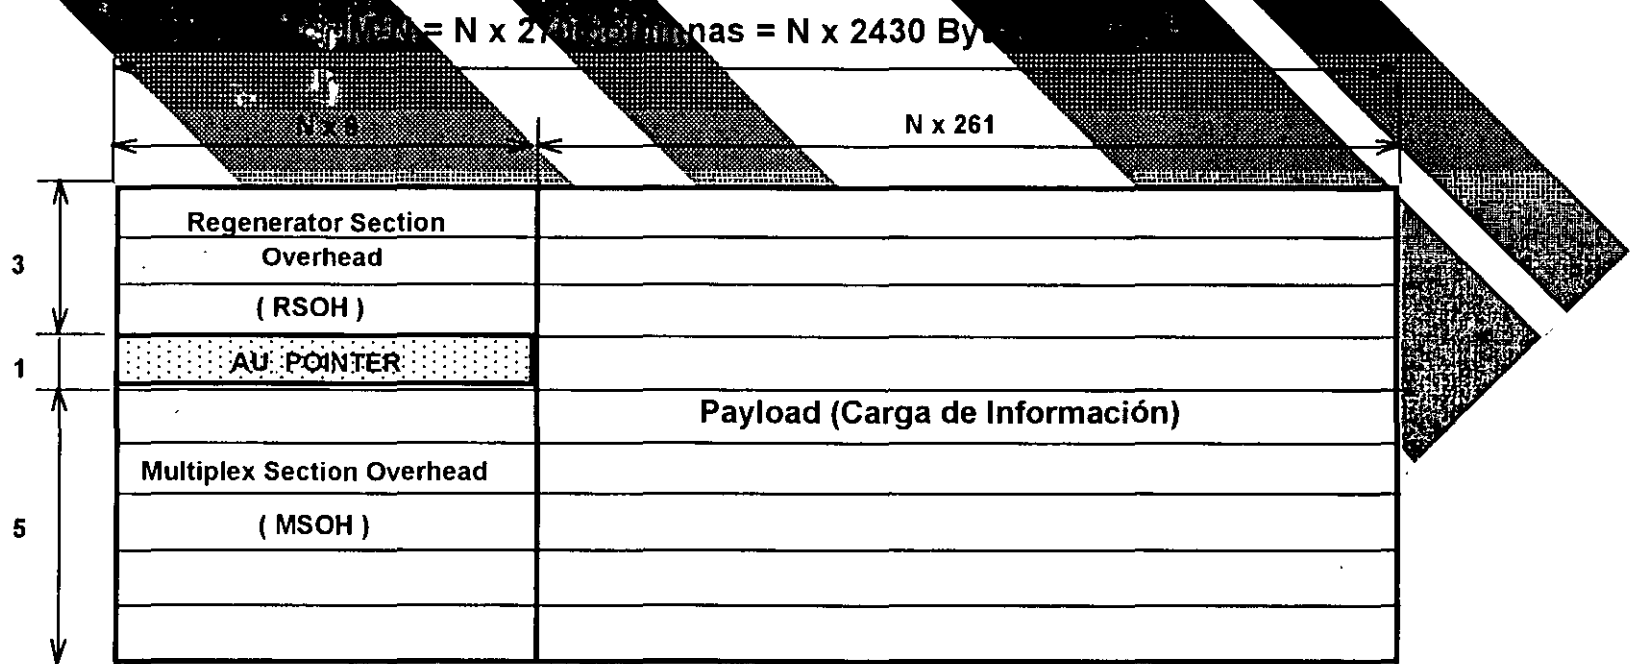 = N x 270 columnas = N x 2430 By
N x 9
N x 261
Regenerator Section
Overhead
( RSOH )
3
AU POINTER
1
Payload (Carga de Información)
Multiplex Section Overhead
( MSOH )
5